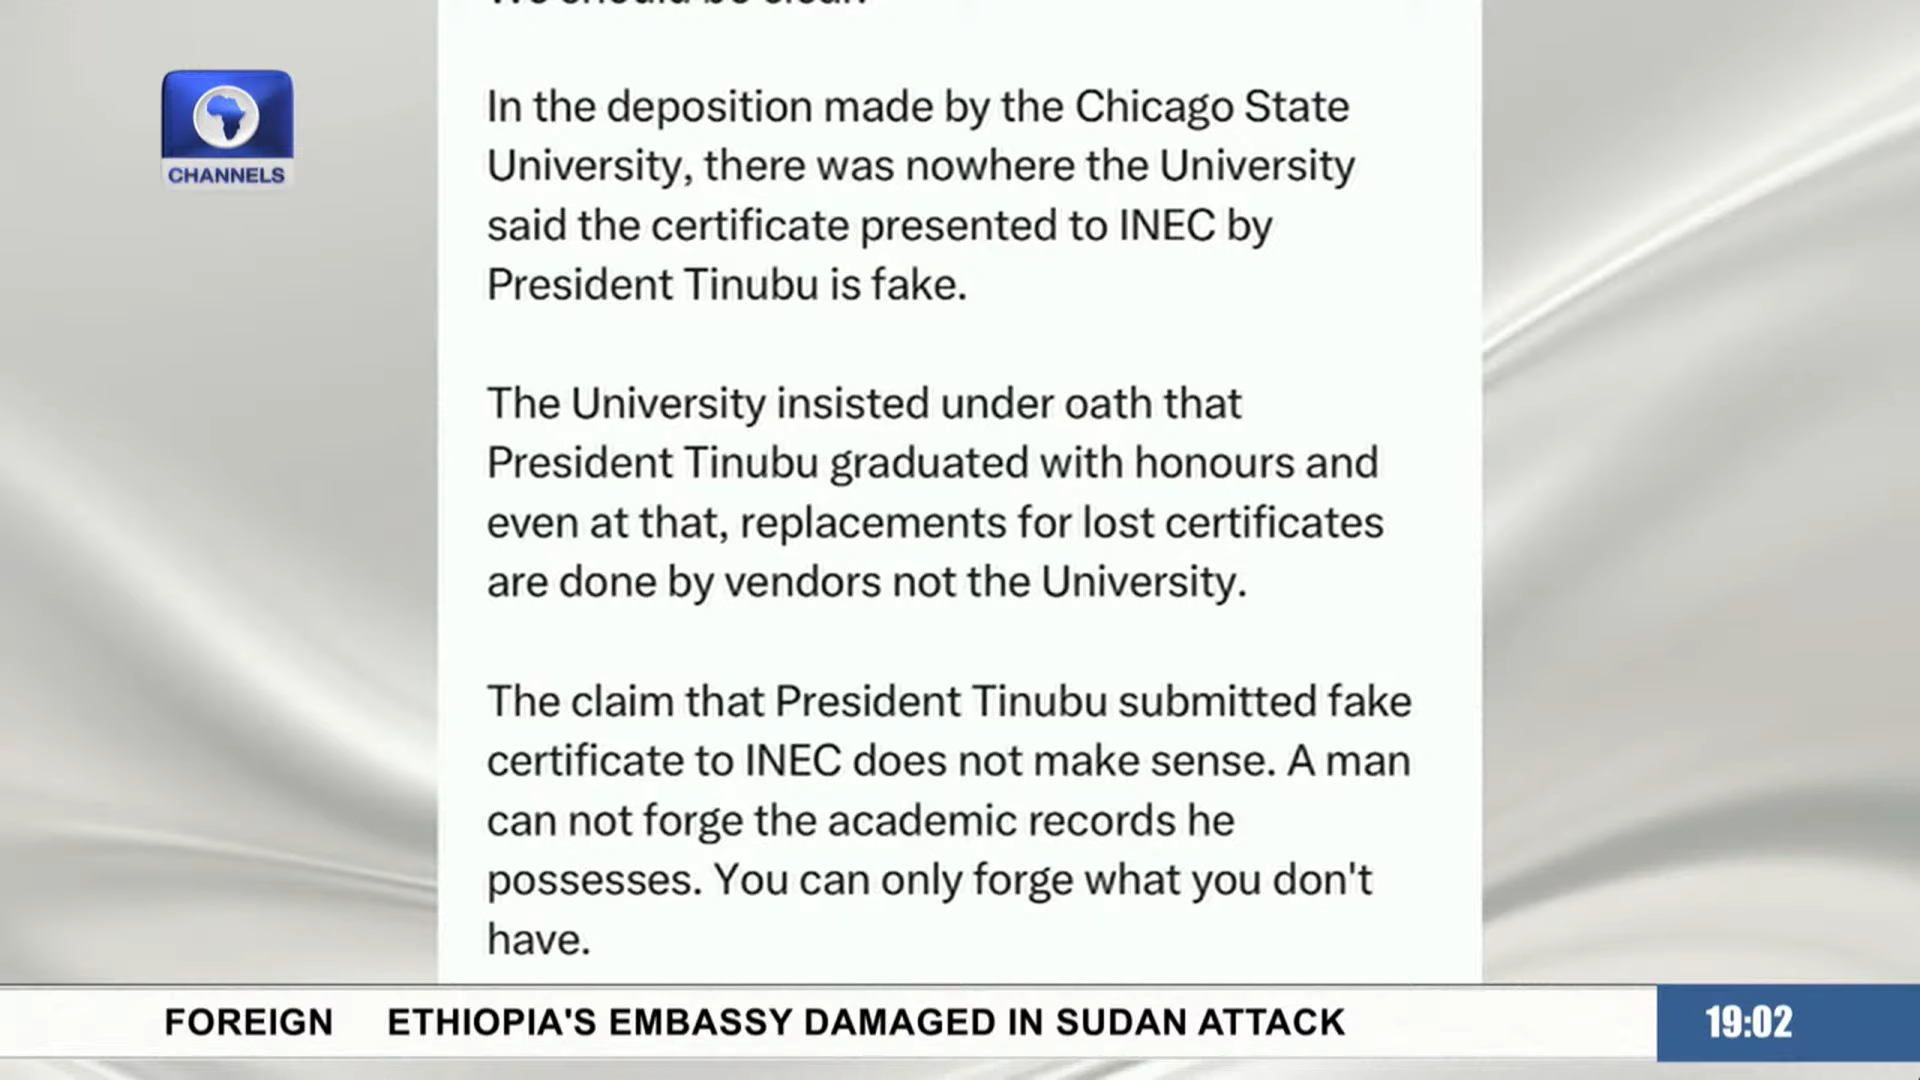 We should be clear.
CHANNELS
In the deposition made by the Chicago State
University, there was nowhere the University
said the certificate presented to INEC by
President Tinubu is fake.
The University insisted under oath that
President Tinubu graduated with honours and
even at that, replacements for lost certificates
are done by vendors not the University.
The claim that President Tinubu submitted fake
certificate to INEC does not make sense. A man
can not forge the academic records he
possesses. You can only forge what you don't
have.
FOREIGN ETHIOPIA'S EMBASSY DAMAGED IN SUDAN ATTACK
19:02